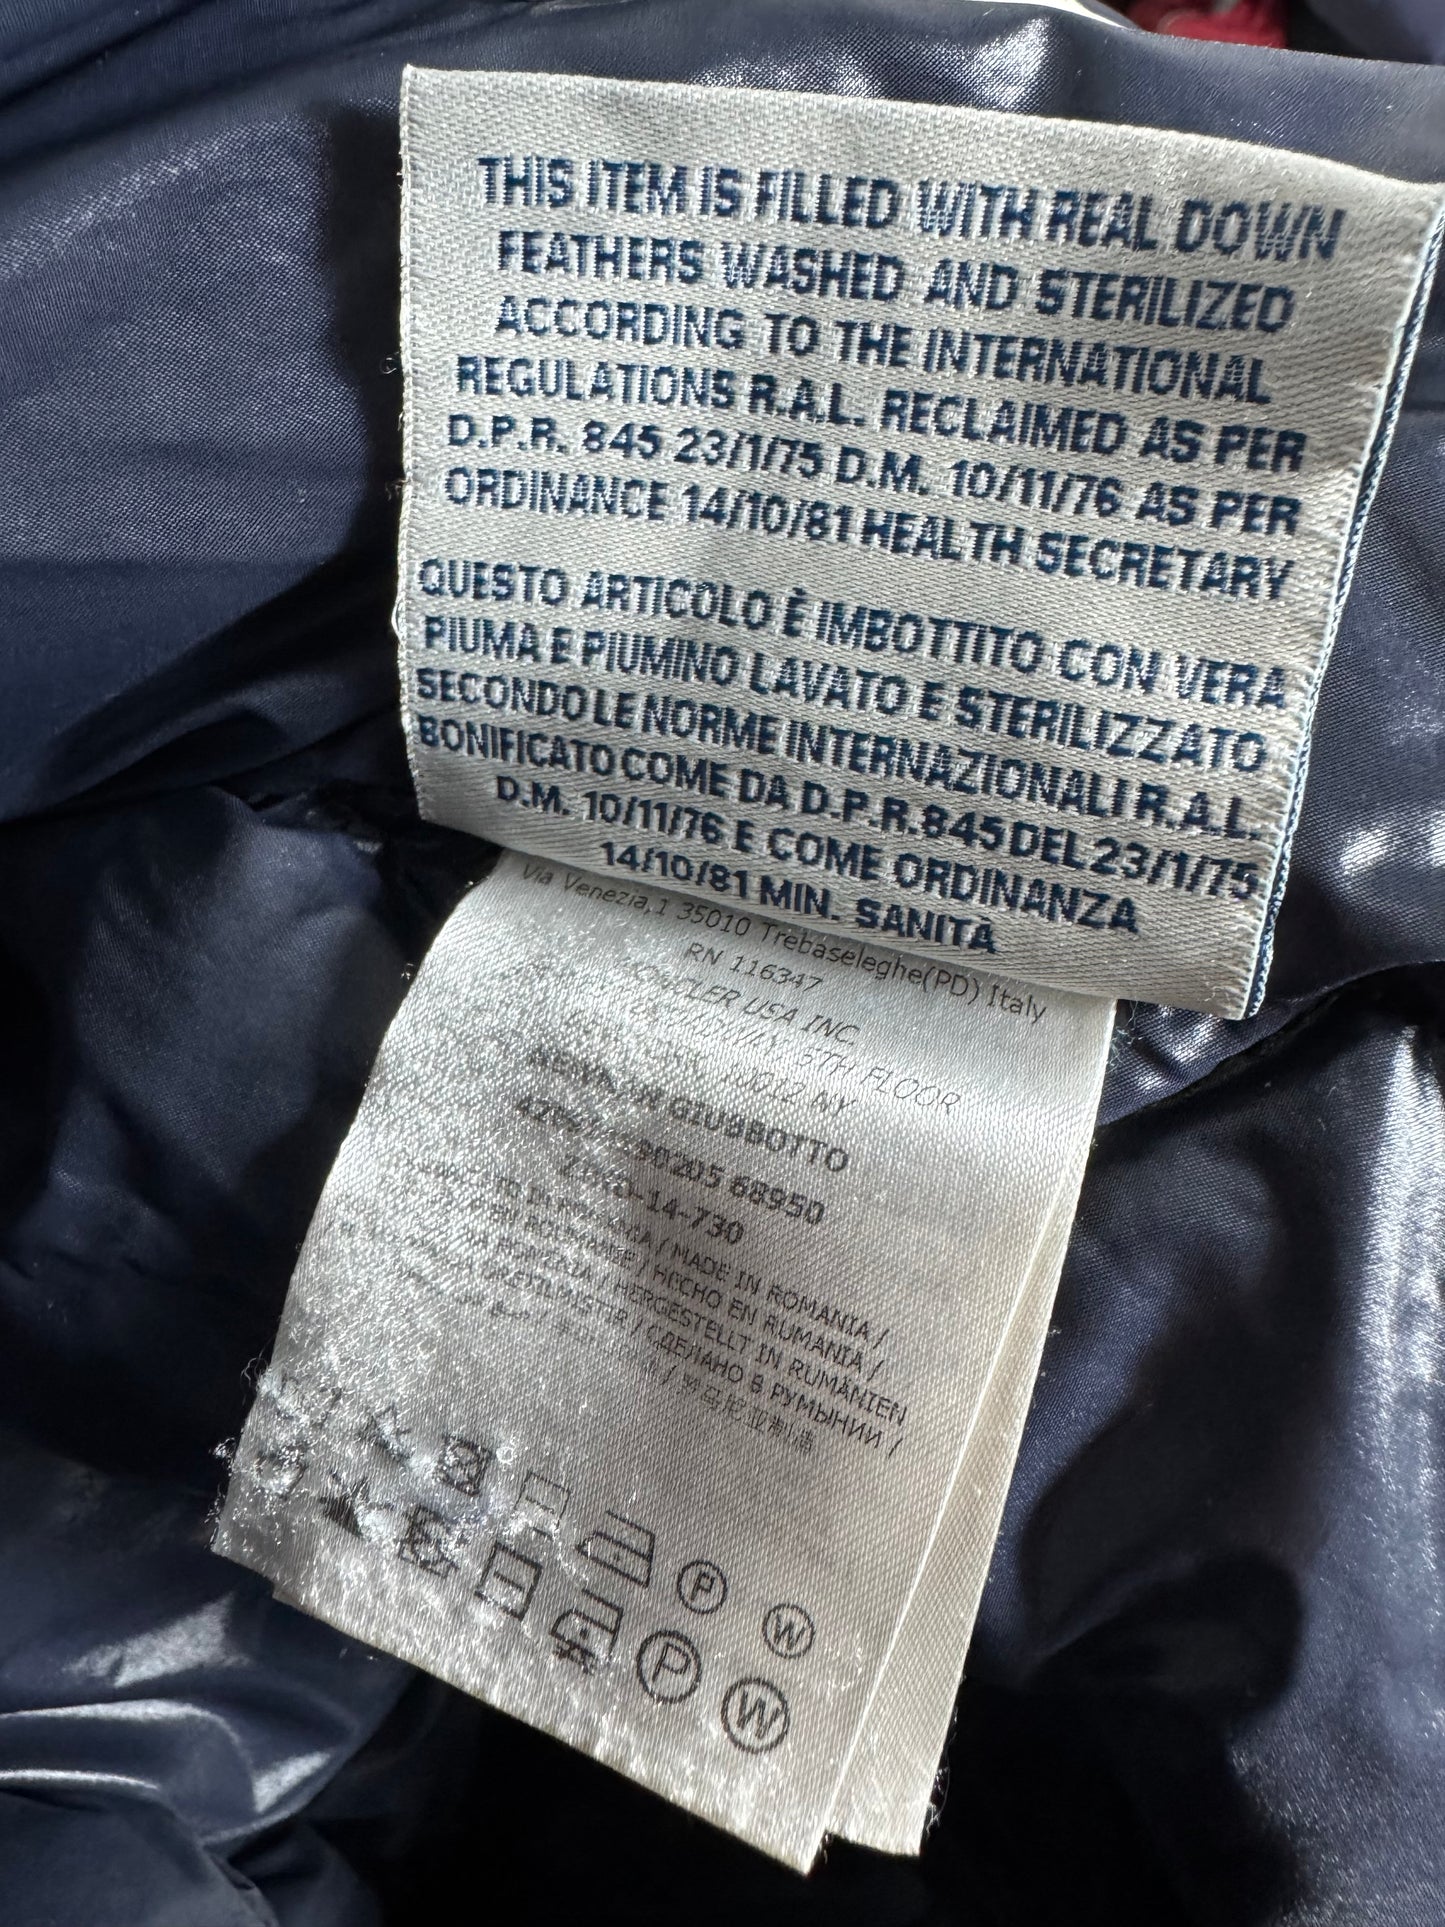 THIS ITEM IS FILLED WITH REAL DOWN
FEATHERS WASHED AND STERILIZED
ACCORDING TO THE INTERNATIONAL
REGULATIONS R.A.L. RECLAIMED AS PER
D.P.R. 845 23/1/75 D.M. 10/11/76 AS PER
ORDINANCE 14/10/81 HEALTH SECRETARY
QUESTO ARTICOLO È IMBOTTITO CON VERA
PIUMA E PIUMINO LAVATO E STERILIZZATO
SECONDO LE NORME INTERNAZIONALI R.A.L.
BONIFICATO COME DA D.P.R.845 DEL 23/1/75
D.M. 10/11/76 E COME ORDINANZA
14/10/81 MIN. SANITÀ
Via Venezia,1 35010 Trebaseleghe(PD) Italy
RN 116347
USA INC.
5TH FLOOR
NY
GIUBBOTTO
68950
14-730
/ MADE IN ROMANIA /
/ HECHO EN RUMANIA /
/ HERGESTELLT IN RUMÄNIEN
/ СДЕЛАНО В РУМЫНИИ /
P
W
P
W